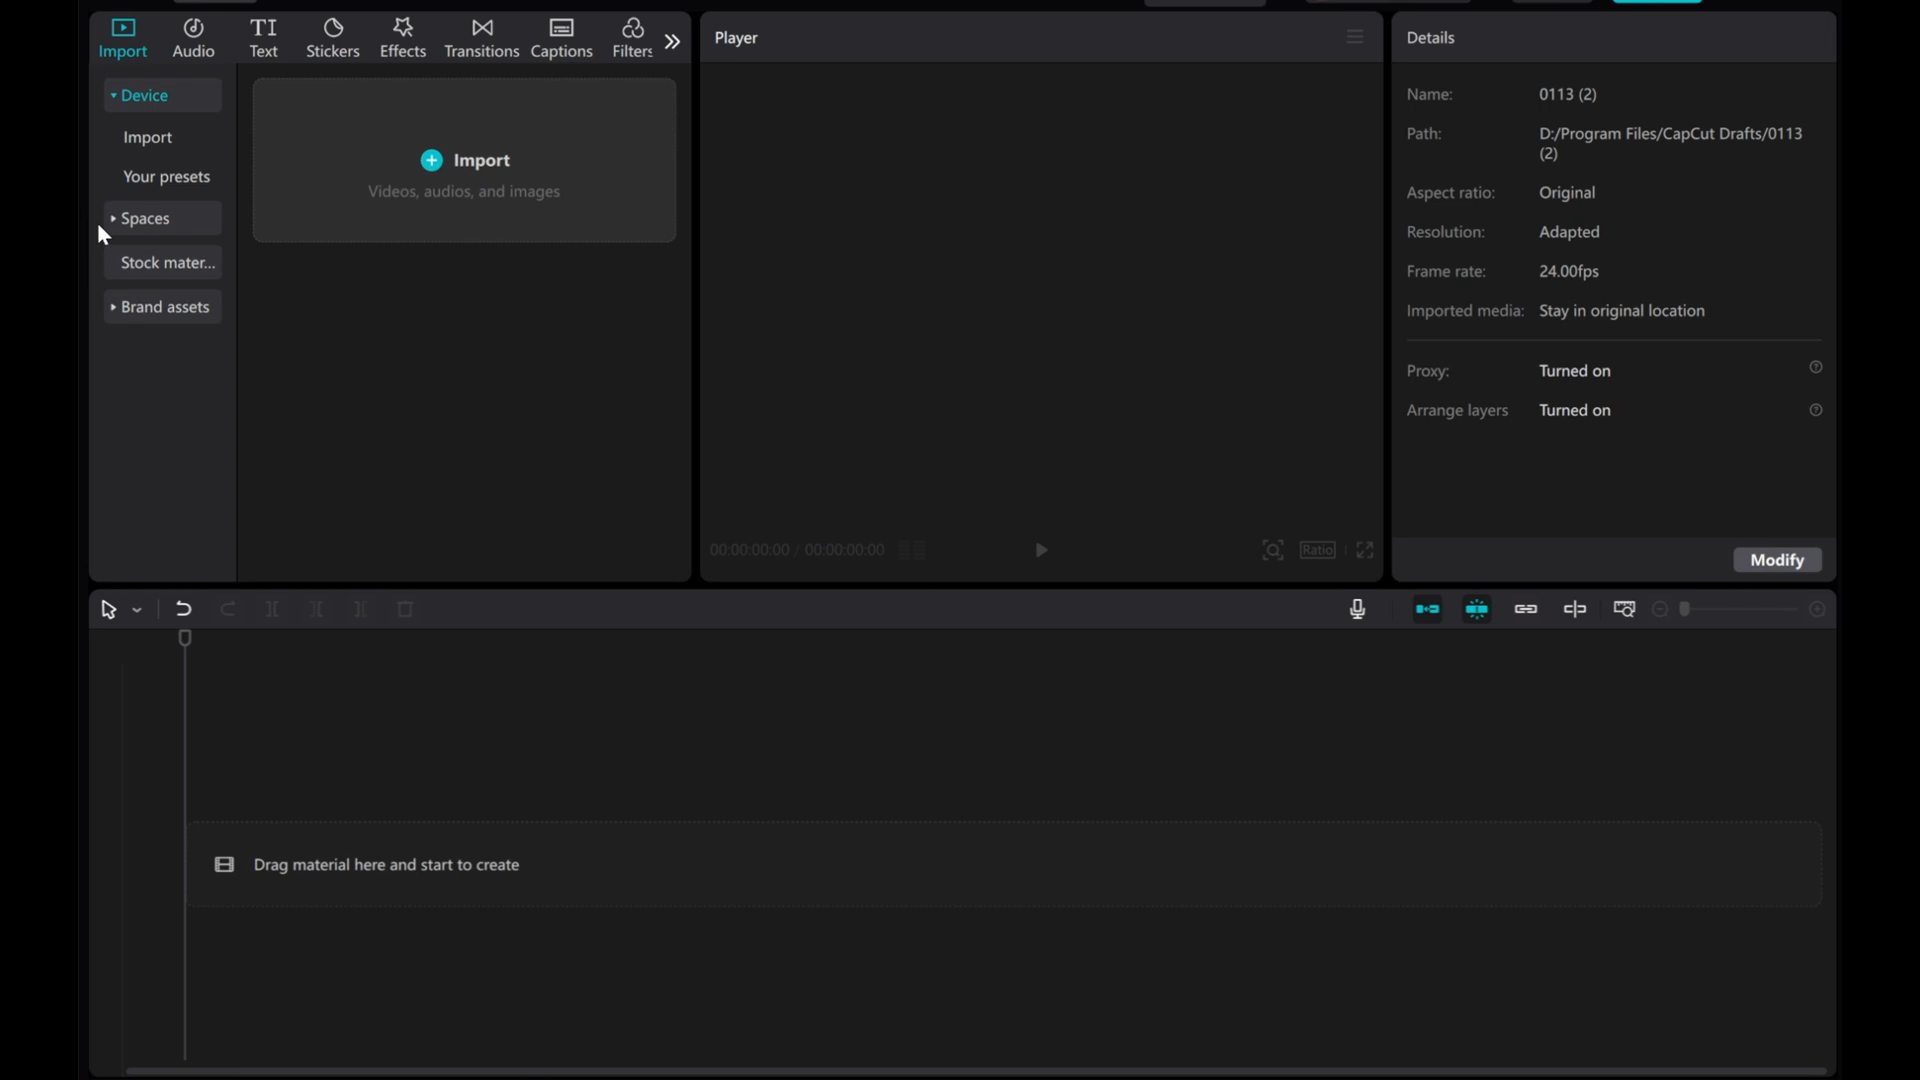 Import
Audio
Text
Stickers
Effects
Transitions
Captions
Filters
Device
Import
Your presets
Spaces
Stock mater...
Brand assets
Import
Videos, audios, and images
Player
00:00:00:00 / 00:00:00:00
Ratio
Details
Name: 0113 (2)
Path: D:/Program Files/CapCut Drafts/0113
(2)
Aspect ratio: Original
Resolution: Adapted
Frame rate: 24.00fps
Imported media: Stay in original location
Proxy: Turned on
Arrange layers Turned on
Modify
Drag material here and start to create